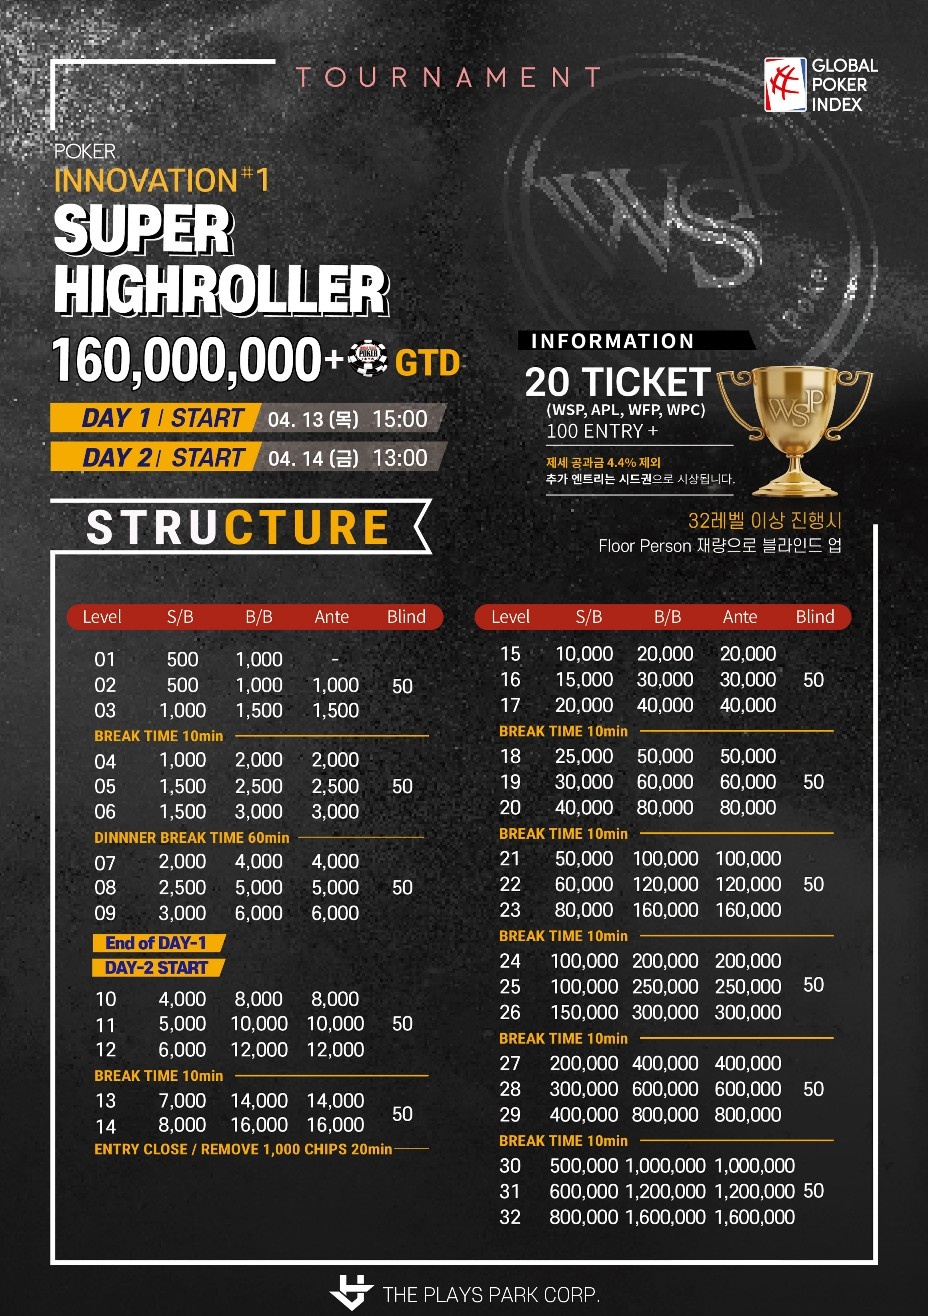 TOURNAMENT
GLOBAL
POKER
INDEX
POKER
INNOVATION#1
SUPER
HIGHROLLER
160,000,000+ POKER GTD
DAY 1 / START 04. 13 (목) 15:00
DAY 2 / START 04. 14 (금) 13:00
WSP
Poker
INFORMATION
20 TICKET
(WSP, APL, WFP, WPC)
100 ENTRY +
제세 공과금 4.4% 제외
추가 엔트리는 시드권으로 시상됩니다.
WSP
STRUCTURE
32레벨 이상 진행시
Floor Person 재량으로 블라인드 업
Level S/B B/B Ante Blind
01 500 1,000 -
02 500 1,000 1,000 50
03 1,000 1,500 1,500
BREAK TIME 10min
04 1,000 2,000 2,000
05 1,500 2,500 2,500 50
06 1,500 3,000 3,000
DINNNER BREAK TIME 60min
07 2,000 4,000 4,000
08 2,500 5,000 5,000 50
09 3,000 6,000 6,000
End of DAY-1
DAY-2 START
10 4,000 8,000 8,000
11 5,000 10,000 10,000 50
12 6,000 12,000 12,000
BREAK TIME 10min
13 7,000 14,000 14,000
50
14 8,000 16,000 16,000
ENTRY CLOSE / REMOVE 1,000 CHIPS 20min
Level S/B B/B Ante Blind
15 10,000 20,000 20,000
16 15,000 30,000 30,000 50
17 20,000 40,000 40,000
BREAK TIME 10min
18 25,000 50,000 50,000
19 30,000 60,000 60,000 50
20 40,000 80,000 80,000
BREAK TIME 10min
21 50,000 100,000 100,000
22 60,000 120,000 120,000 50
23 80,000 160,000 160,000
BREAK TIME 10min
24 100,000 200,000 200,000
25 100,000 250,000 250,000 50
26 150,000 300,000 300,000
BREAK TIME 10min
27 200,000 400,000 400,000
28 300,000 600,000 600,000 50
29 400,000 800,000 800,000
BREAK TIME 10min
30 500,000 1,000,000 1,000,000
31 600,000 1,200,000 1,200,000 50
32 800,000 1,600,000 1,600,000
THE PLAYS PARK CORP.